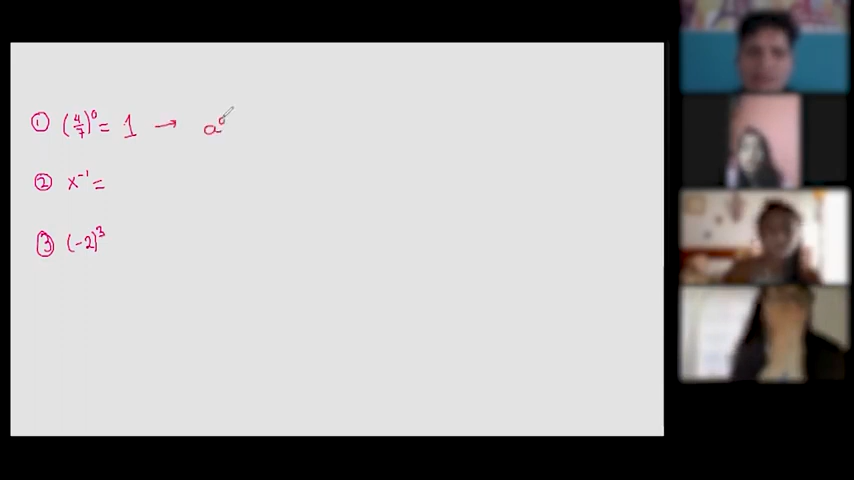 ① (4/7)⁰ = 1 → a⁰
② x⁻¹ =
③ (-2)³